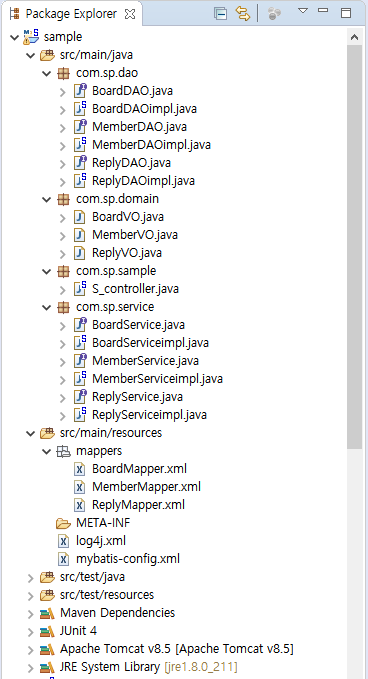 Package Explorer
sample
src/main/java
com.sp.dao
BoardDAO.java
BoardDAOimpl.java
MemberDAO.java
MemberDAOimpl.java
ReplyDAO.java
ReplyDAOimpl.java
com.sp.domain
BoardVO.java
MemberVO.java
ReplyVO.java
com.sp.sample
S_controller.java
com.sp.service
BoardService.java
BoardServiceimpl.java
MemberService.java
MemberServiceimpl.java
ReplyService.java
ReplyServiceimpl.java
src/main/resources
mappers
BoardMapper.xml
MemberMapper.xml
ReplyMapper.xml
META-INF
log4j.xml
mybatis-config.xml
src/test/java
src/test/resources
Maven Dependencies
JUnit 4
Apache Tomcat v8.5 [Apache Tomcat v8.5]
JRE System Library [jre1.8.0_211]